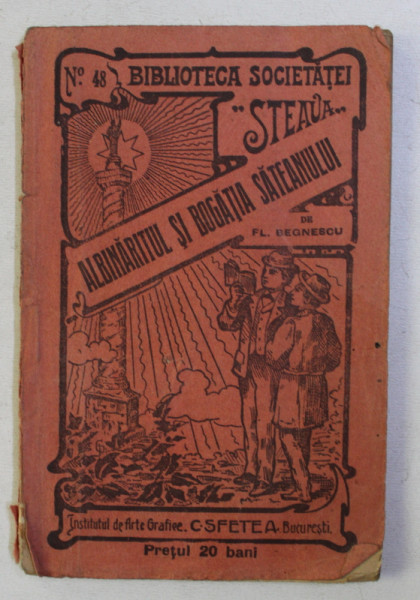 No. 48 BIBLIOTECA SOCIETĂȚEI
"STEAUA"
ALBINĂRITUL ȘI BOGĂȚIA SĂTEANULUI
DE
FL. BEGNESCU
Institutul de Arte Grafice, C. SFETEA, București.
Prețul 20 bani